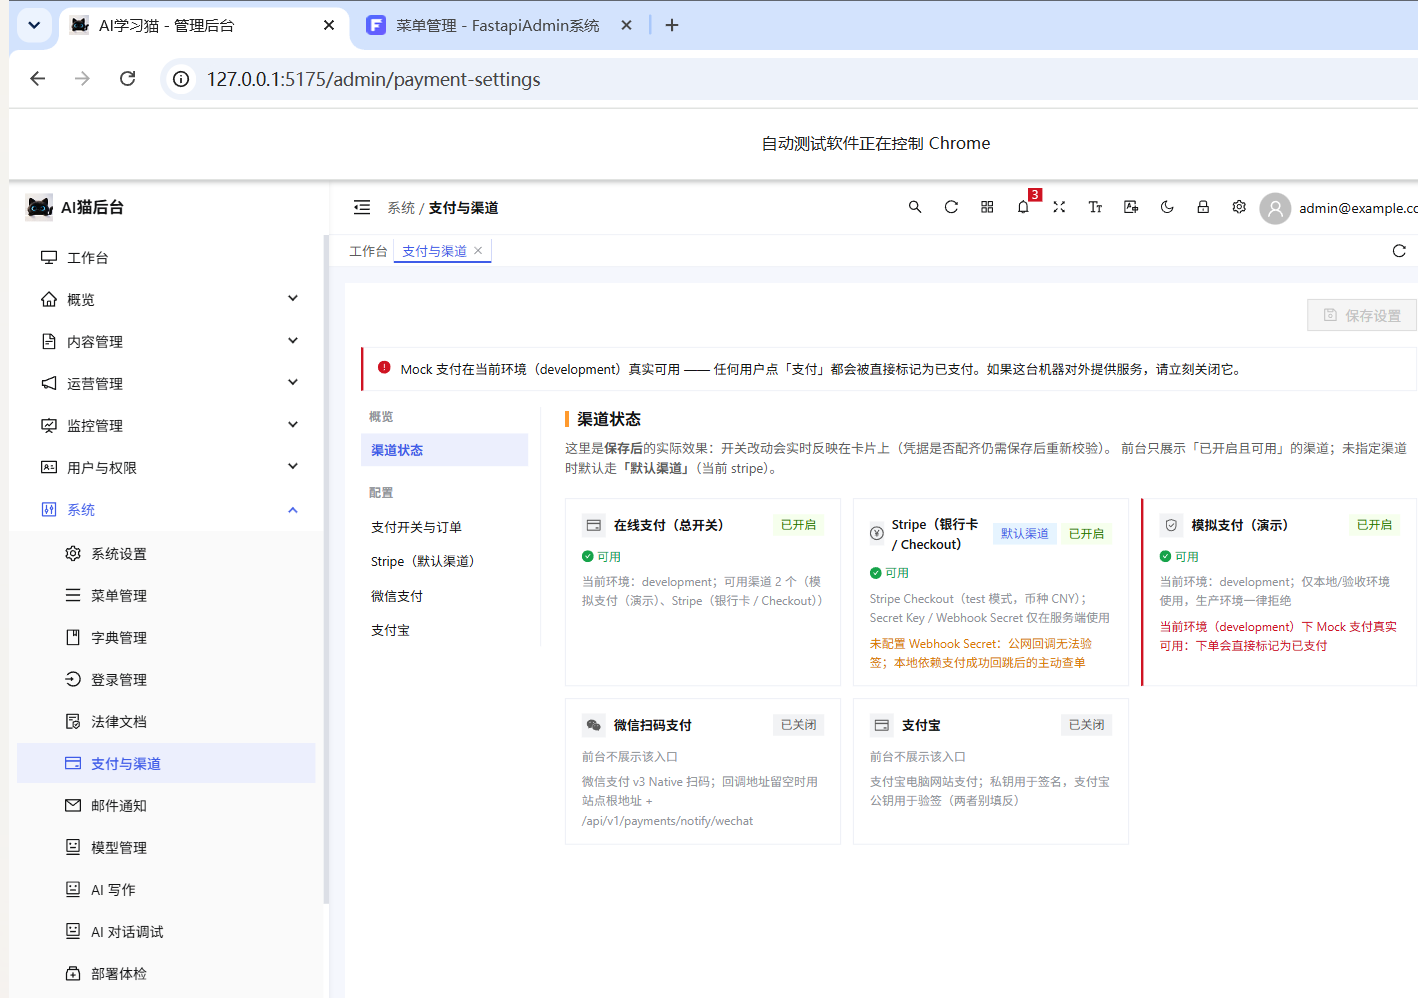 AI学习猫 - 管理后台
菜单管理 - FastapiAdmin系统
127.0.0.1:5175/admin/payment-settings
自动测试软件正在控制 Chrome
AI猫后台
系统 / 支付与渠道
3
admin@example.co
工作台
概览
内容管理
运营管理
监控管理
用户与权限
系统
系统设置
菜单管理
字典管理
登录管理
法律文档
支付与渠道
邮件通知
模型管理
AI 写作
AI 对话调试
部署体检
工作台
支付与渠道
保存设置
Mock 支付在当前环境（development）真实可用 —— 任何用户点「支付」都会被直接标记为已支付。如果这台机器对外提供服务，请立刻关闭它。
概览
渠道状态
配置
支付开关与订单
Stripe（默认渠道）
微信支付
支付宝
渠道状态
这里是保存后的实际效果：开关改动会实时反映在卡片上（凭据是否配齐仍需保存后重新校验）。 前台只展示「已开启且可用」的渠道；未指定渠道
时默认走「默认渠道」（当前 stripe）。
在线支付（总开关）
已开启
可用
当前环境：development；可用渠道 2 个（模
拟支付（演示）、Stripe（银行卡 / Checkout））
Stripe（银行卡
/ Checkout）
默认渠道
已开启
可用
Stripe Checkout（test 模式，币种 CNY）；
Secret Key / Webhook Secret 仅在服务端使用
未配置 Webhook Secret：公网回调无法验
签；本地依赖支付成功回跳后的主动查单
模拟支付（演示）
已开启
可用
当前环境：development；仅本地/验收环境
使用，生产环境一律拒绝
当前环境（development）下 Mock 支付真实
可用：下单会直接标记为已支付
微信扫码支付
已关闭
前台不展示该入口
微信支付 v3 Native 扫码；回调地址留空时用
站点根地址 +
/api/v1/payments/notify/wechat
支付宝
已关闭
前台不展示该入口
支付宝电脑网站支付；私钥用于签名，支付宝
公钥用于验签（两者别填反）